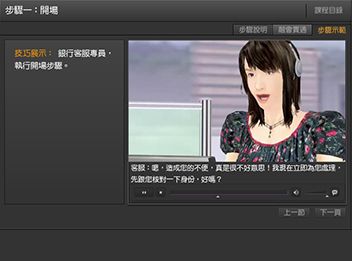 步驟一：開場
課程目錄
步驟說明 融會貫通 步驟示範
技巧展示： 銀行客服專員，
執行開場步驟。
客服：嗯，造成您的不便，真是很不好意思！我現在立即為您處理，
先跟您核對一下身份，好嗎？
上一節 下一頁